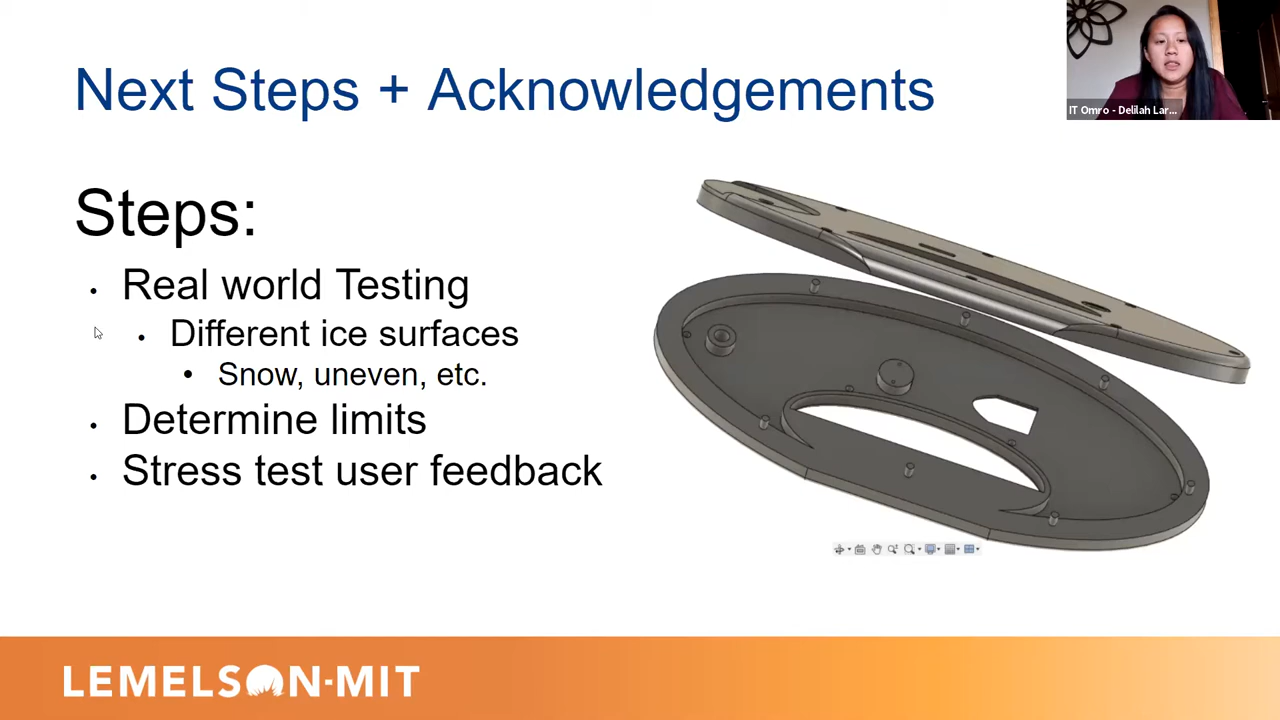 Next Steps + Acknowledgements
IT Omro - Delilah Lar...
Steps:
• Real world Testing
• Different ice surfaces
• Snow, uneven, etc.
• Determine limits
• Stress test user feedback
LEMELSON-MIT